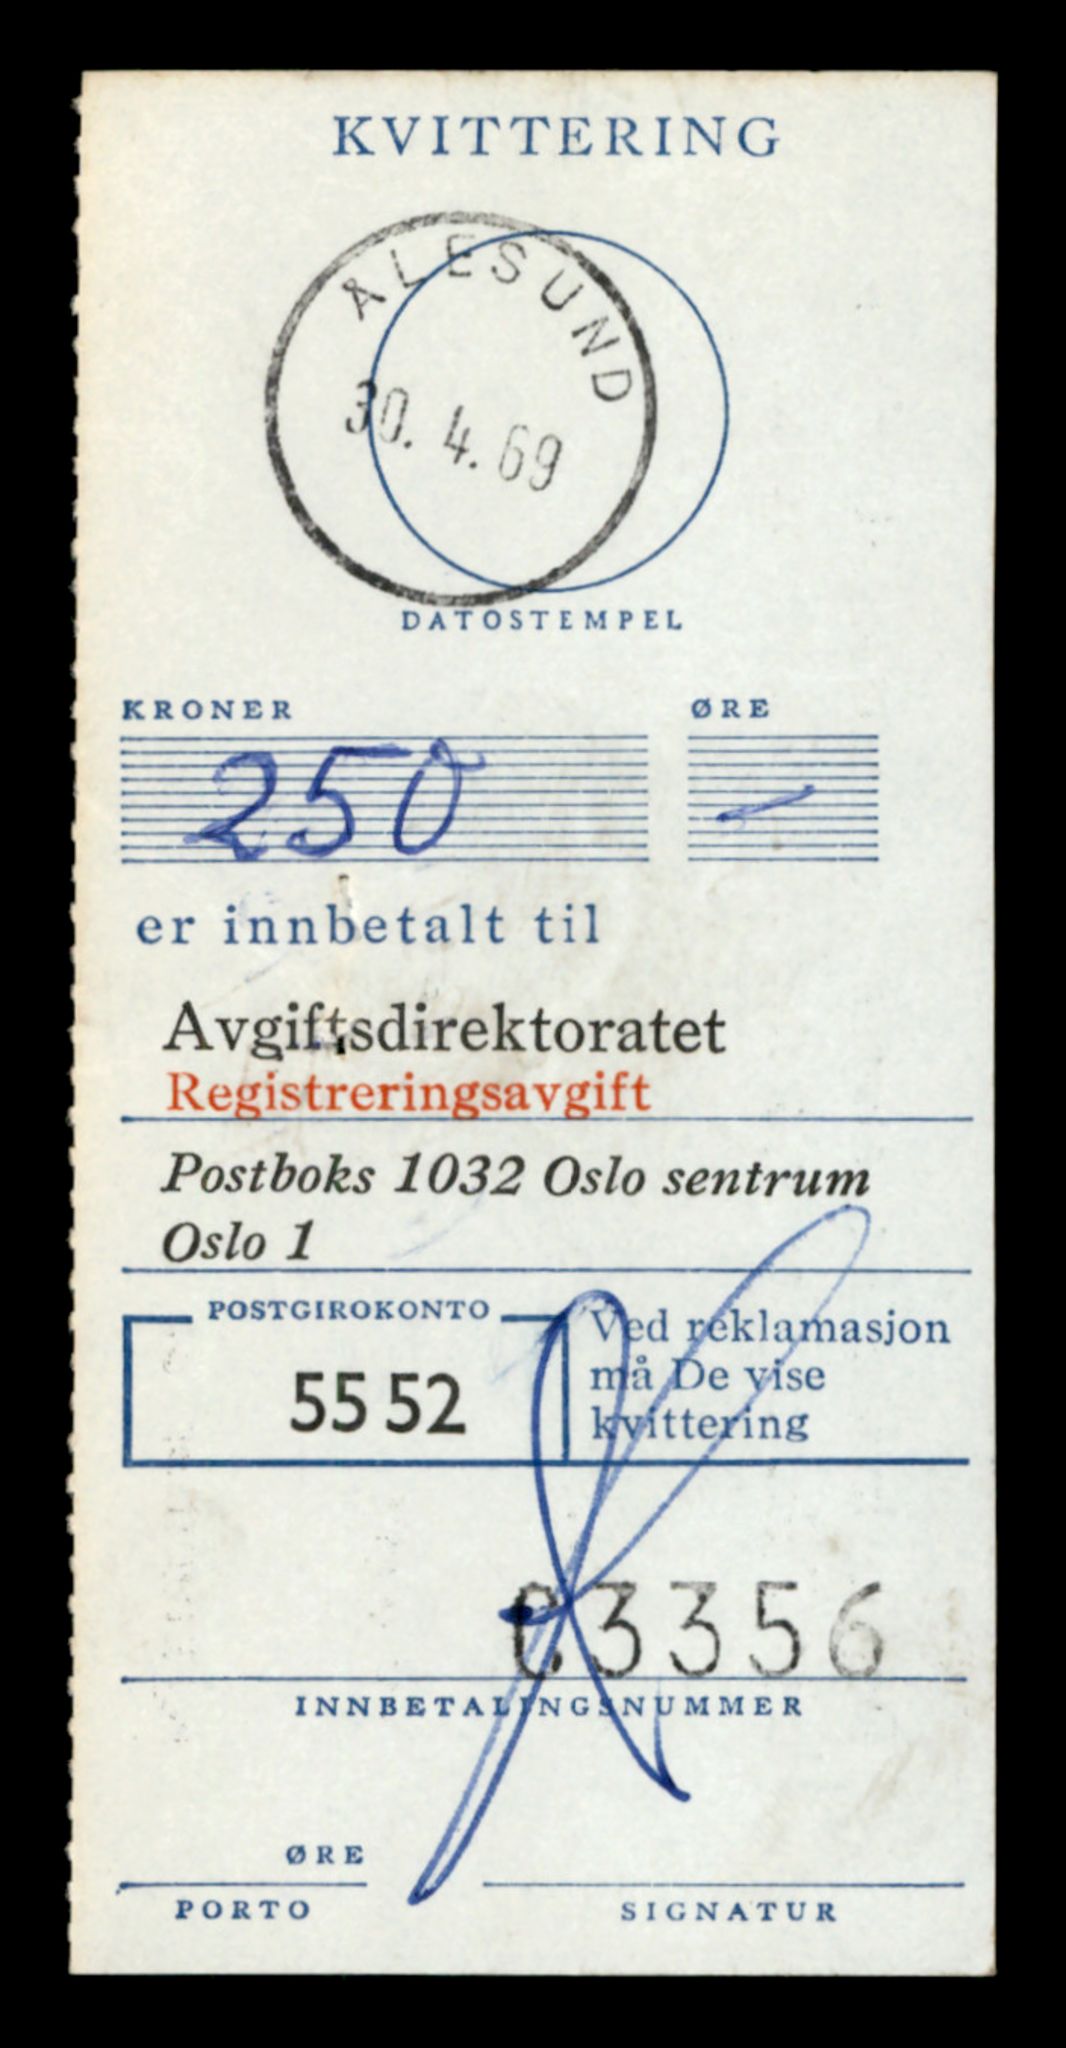 KVITTERING
ÅLESUND
30. 4. 69
DATOSTEMPEL
KRONER ØRE
250 —
er innbetalt til
Avgiftsdirektoratet
Registreringsavgift
Postboks 1032 Oslo sentrum
Oslo 1
POSTGIROKONTO
55 52
Ved reklamasjon
må De vise
kvittering
03356
INNBETALINGSNUMMER
ØRE
PORTO
SIGNATUR